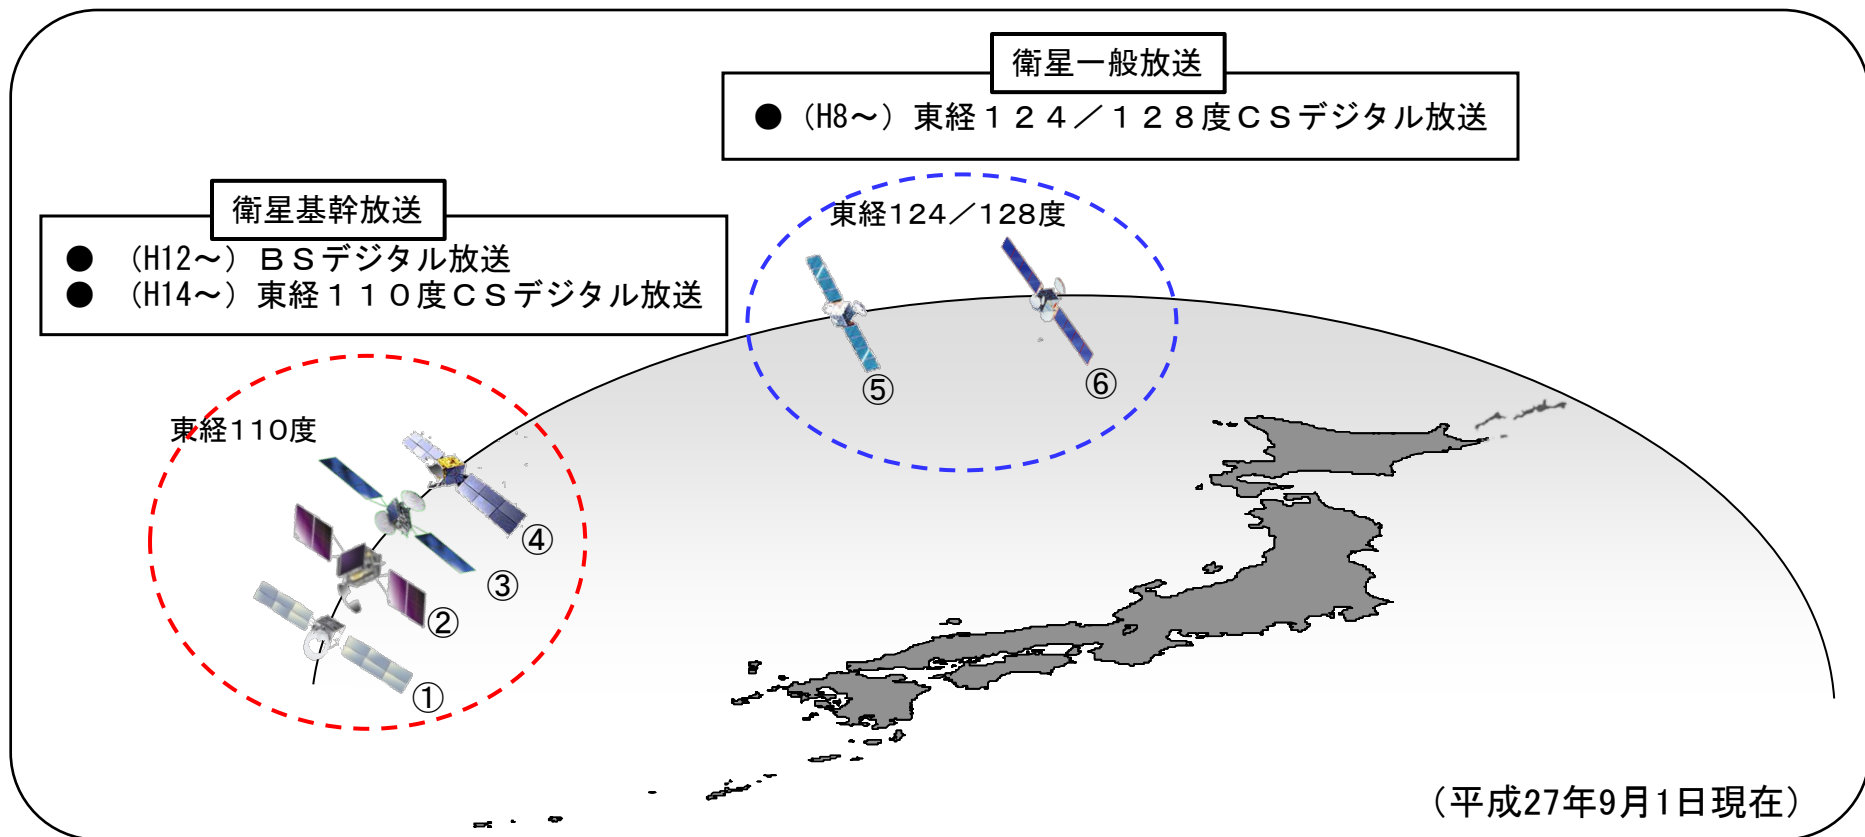 衛星一般放送
● (H8～) 東経１２４／１２８度ＣＳデジタル放送
衛星基幹放送
● (H12～) ＢＳデジタル放送
● (H14～) 東経１１０度ＣＳデジタル放送
東経124／128度
⑤
⑥
東経110度
④
③
②
①
（平成27年9月1日現在）